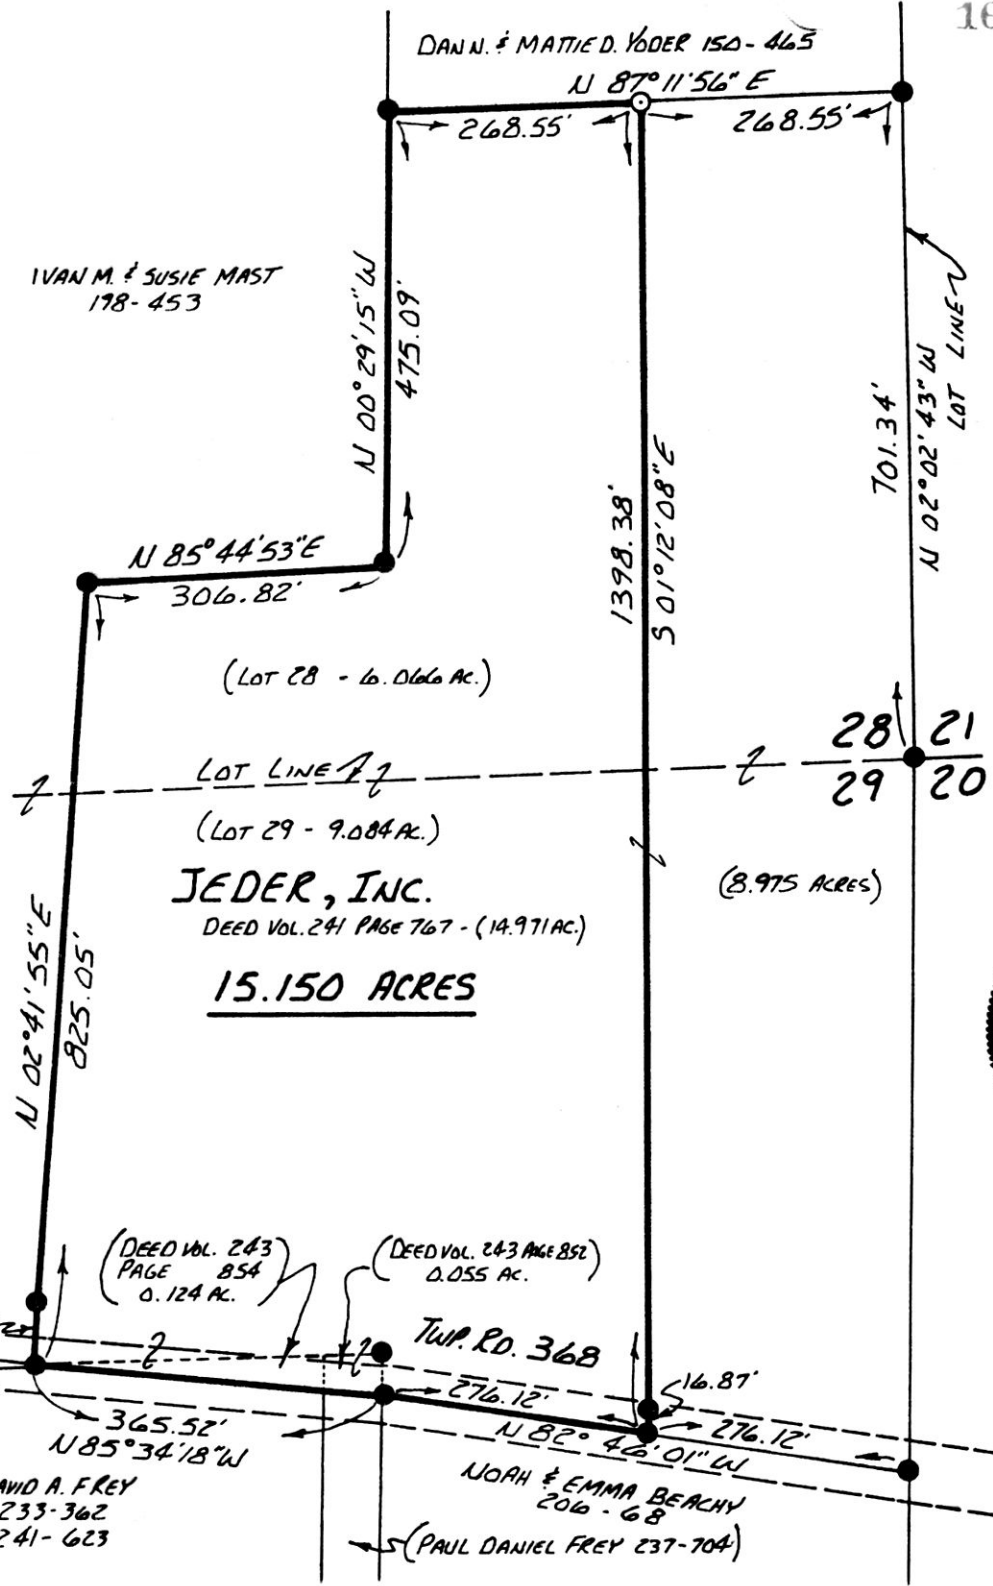 16
DAN N. & MATTIE D. YODER 150-465
N 87° 11' 56" E
268.55'
268.55'
IVAN M. & SUSIE MAST
198-453
N 00° 29' 15" W
475.09'
LOT LINE
701.34'
N 02° 02' 43" W
1398.38'
S 01° 12' 08" E
N 85° 44' 53" E
306.82'
(LOT 28 - 6.066 AC.)
28 21
29 20
LOT LINE
(LOT 29 - 9.084 AC.)
JEDER, INC.
DEED VOL. 241 PAGE 767 - (14.971 AC.)
15.150 ACRES
(8.975 ACRES)
N 02° 41' 55" E
825.05'
(DEED VOL. 243
PAGE 854
0.124 AC.)
(DEED VOL. 243 PAGE 852)
0.055 AC.
TWP. RD. 368
16.87'
276.12'
276.12'
365.52'
N 85° 34' 18" W
N 82° 46' 01" W
NOAH & EMMA BEACHY
206-68
AVID A. FREY
233-362
241-623
(PAUL DANIEL FREY 237-704)